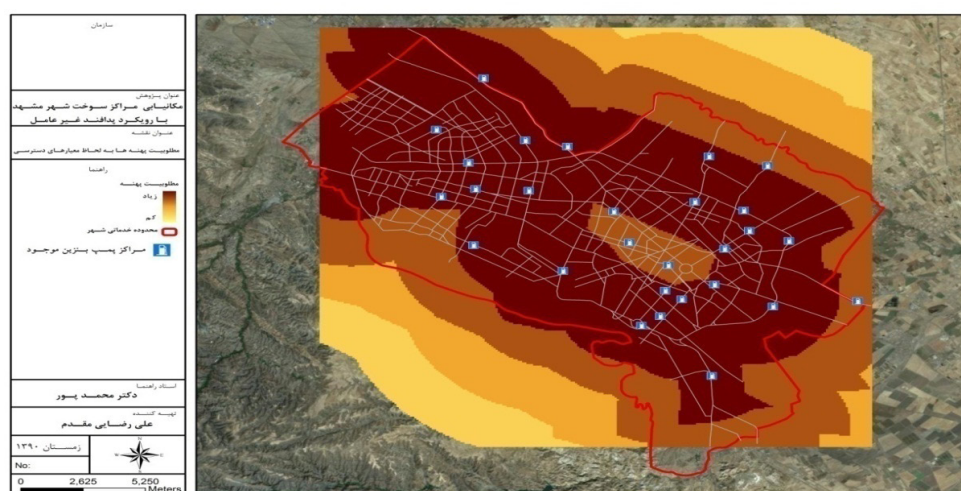 سازمان
عنوان پژوهش
مکانیابی مراکز سوخت شهر مشهد
با رویکرد پدافند غیر عامل
عنوان نقشه
مطلوبیت پهنه ها به لحاظ معیارهای دسترسی
راهنما
مطلوبیت پهنه
زیاد
کم
محدوده خدماتی شهر
مراکز پمپ بنزین موجود
استاد راهنما
دکتر محمد پور
تهیه کننده
علی رضایی مقدم
زمستان ۱۳۹۰
N
W E
S
No:
0 2,625 5,250
Meters